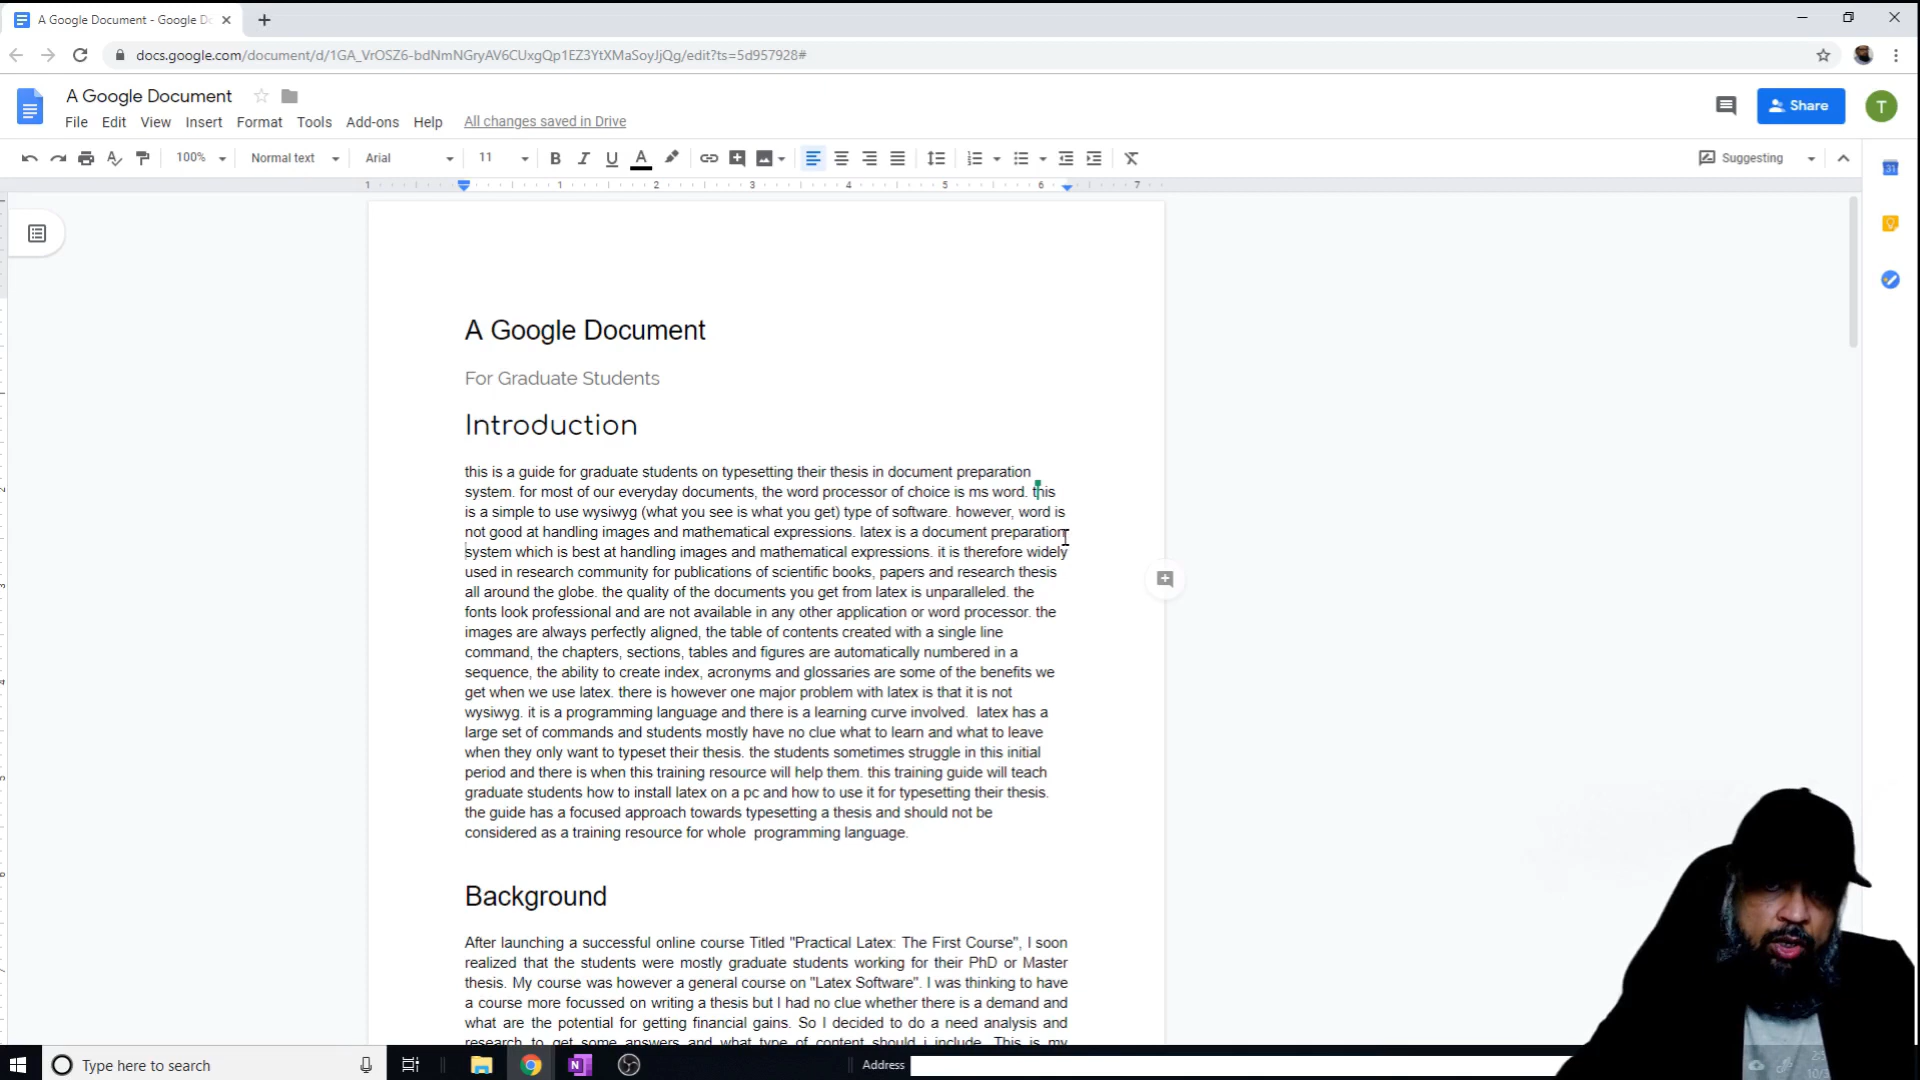 A Google Document - Google Do
docs.google.com/document/d/1GA_VrOSZ6-bdNmNGryAV6CUxgQp1EZ3YtXMaSoyJjQg/edit?ts=5d957928#
A Google Document
Share
T
File Edit View Insert Format Tools Add-ons Help All changes saved in Drive
100% Normal text Arial 11 B I U A Suggesting
1 1 2 3 4 5 6 7
31
A Google Document
For Graduate Students
Introduction
this is a guide for graduate students on typesetting their thesis in document preparation
system. for most of our everyday documents, the word processor of choice is ms word. this
is a simple to use wysiwyg (what you see is what you get) type of software. however, word is
not good at handling images and mathematical expressions. latex is a document preparation
system which is best at handling images and mathematical expressions. it is therefore widely
used in research community for publications of scientific books, papers and research thesis
all around the globe. the quality of the documents you get from latex is unparalleled. the
fonts look professional and are not available in any other application or word processor. the
images are always perfectly aligned, the table of contents created with a single line
command, the chapters, sections, tables and figures are automatically numbered in a
sequence, the ability to create index, acronyms and glossaries are some of the benefits we
get when we use latex. there is however one major problem with latex is that it is not
wysiwyg. it is a programming language and there is a learning curve involved.  latex has a
large set of commands and students mostly have no clue what to learn and what to leave
when they only want to typeset their thesis. the students sometimes struggle in this initial
period and there is when this training resource will help them. this training guide will teach
graduate students how to install latex on a pc and how to use it for typesetting their thesis.
the guide has a focused approach towards typesetting a thesis and should not be
considered as a training resource for whole  programming language.
Background
After launching a successful online course Titled "Practical Latex: The First Course", I soon
realized that the students were mostly graduate students working for their PhD or Master
thesis. My course was however a general course on "Latex Software". I was thinking to have
a course more focussed on writing a thesis but I had no clue whether there is a demand and
what are the potential for getting financial gains. So I decided to do a need analysis and
research to get some answers and what type of content should i include. This is my
Type here to search
N
Address